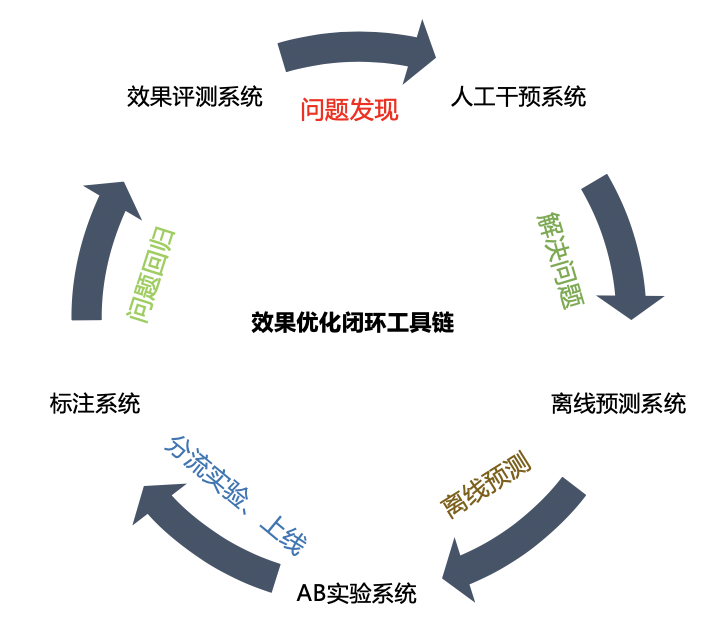 效果评测系统
问题发现
人工干预系统
解决问题
离线预测系统
离线预测
AB实验系统
分流实验、上线
标注系统
问题回归
效果优化闭环工具链